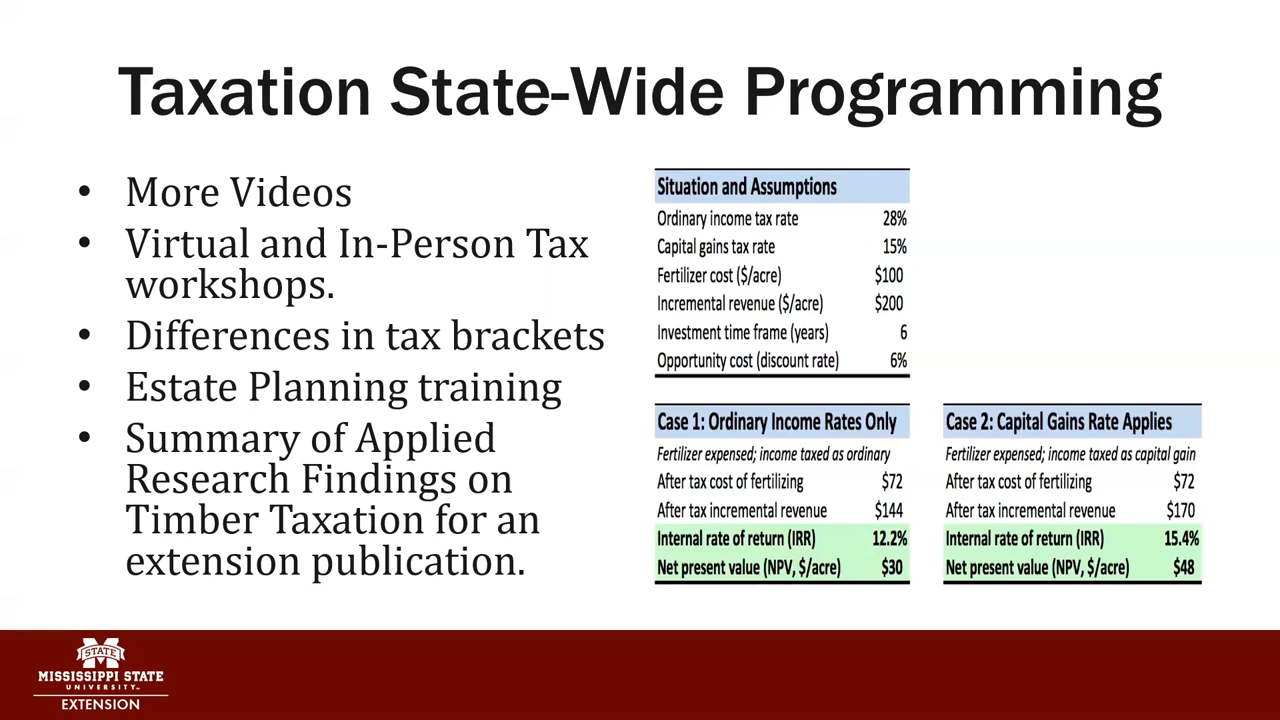 Taxation State-Wide Programming
• More Videos
• Virtual and In-Person Tax
workshops.
• Differences in tax brackets
• Estate Planning training
• Summary of Applied
Research Findings on
Timber Taxation for an
extension publication.
Situation and Assumptions
Ordinary income tax rate 28%
Capital gains tax rate 15%
Fertilizer cost ($/acre) $100
Incremental revenue ($/acre) $200
Investment time frame (years) 6
Opportunity cost (discount rate) 6%
Case 1: Ordinary Income Rates Only
Fertilizer expensed; income taxed as ordinary
After tax cost of fertilizing $72
After tax incremental revenue $144
Internal rate of return (IRR) 12.2%
Net present value (NPV, $/acre) $30
Case 2: Capital Gains Rate Applies
Fertilizer expensed; income taxed as capital gain
After tax cost of fertilizing $72
After tax incremental revenue $170
Internal rate of return (IRR) 15.4%
Net present value (NPV, $/acre) $48
STATE
MISSISSIPPI STATE
UNIVERSITY™
EXTENSION